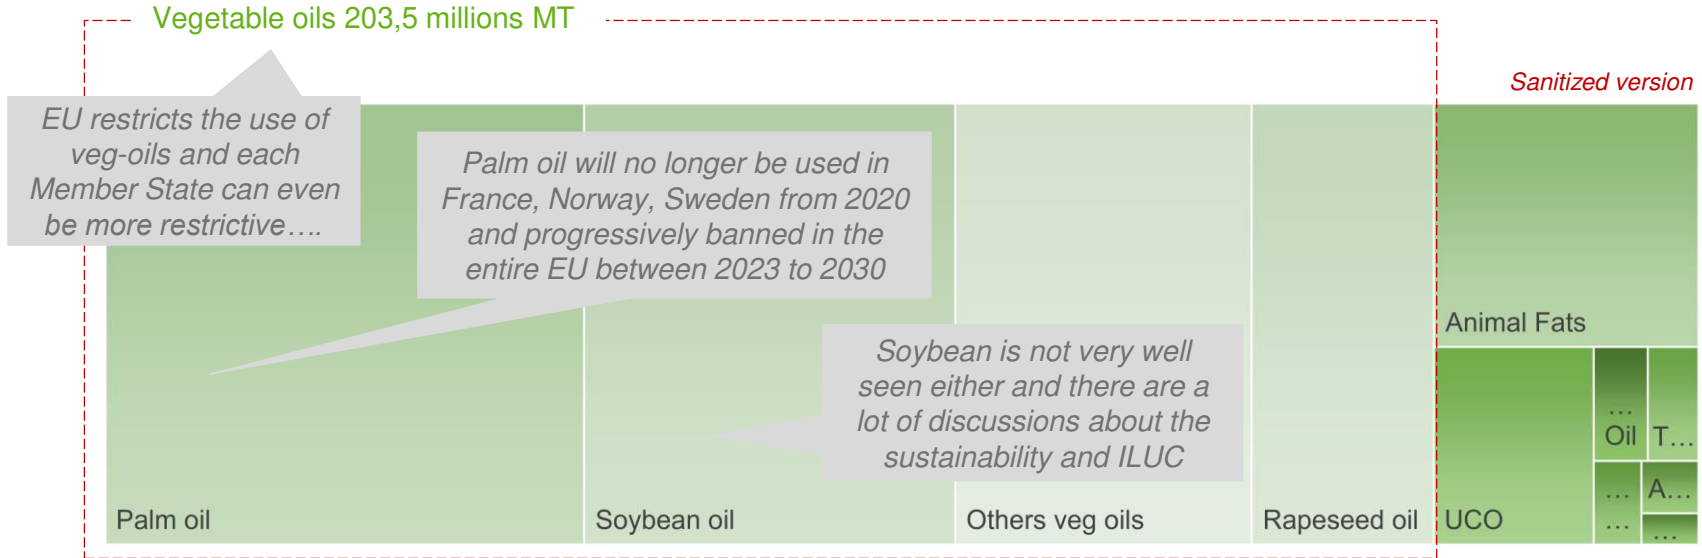 Vegetable oils 203,5 millions MT
Sanitized version
EU restricts the use of
veg-oils and each
Member State can even
be more restrictive….
Palm oil will no longer be used in
France, Norway, Sweden from 2020
and progressively banned in the
entire EU between 2023 to 2030
Soybean is not very well
seen either and there are a
lot of discussions about the
sustainability and ILUC
Palm oil
Soybean oil
Others veg oils
Rapeseed oil
Animal Fats
UCO
…
Oil
T…
…
…
A…
…